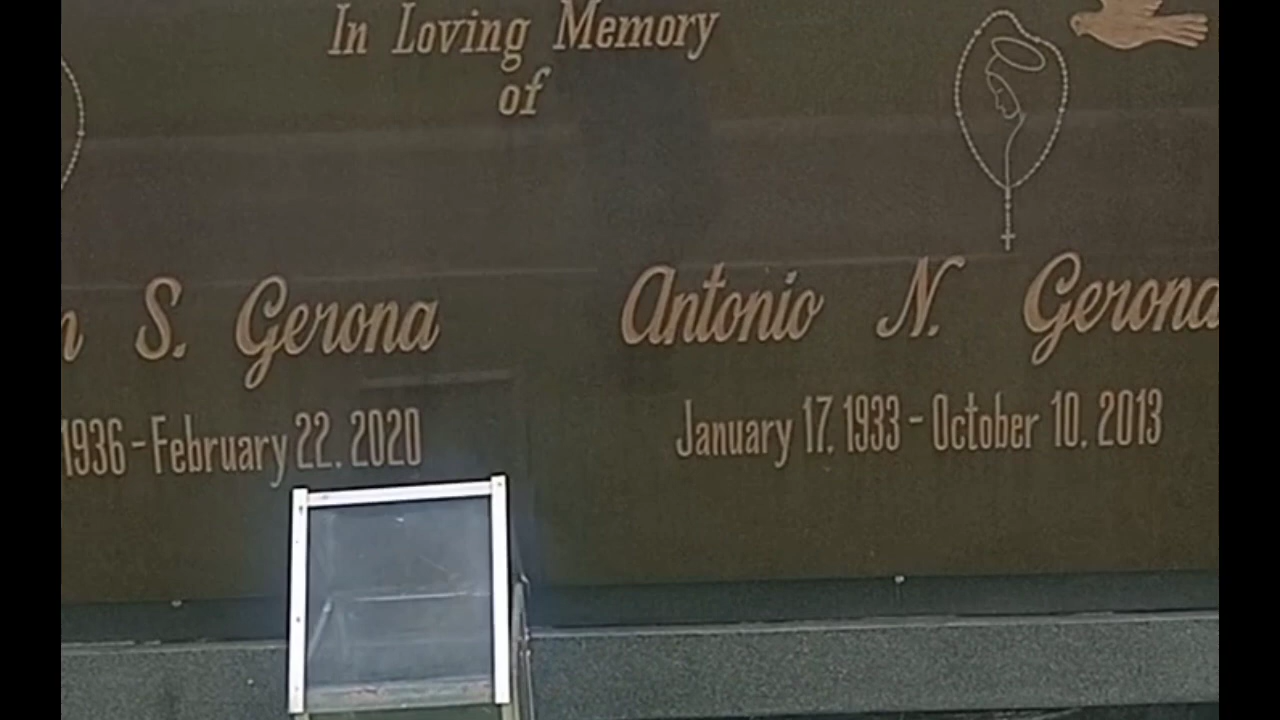 In Loving Memory
of
n S. Gerona
1936 - February 22, 2020
Antonio N. Gerona
January 17, 1933 - October 10, 2013